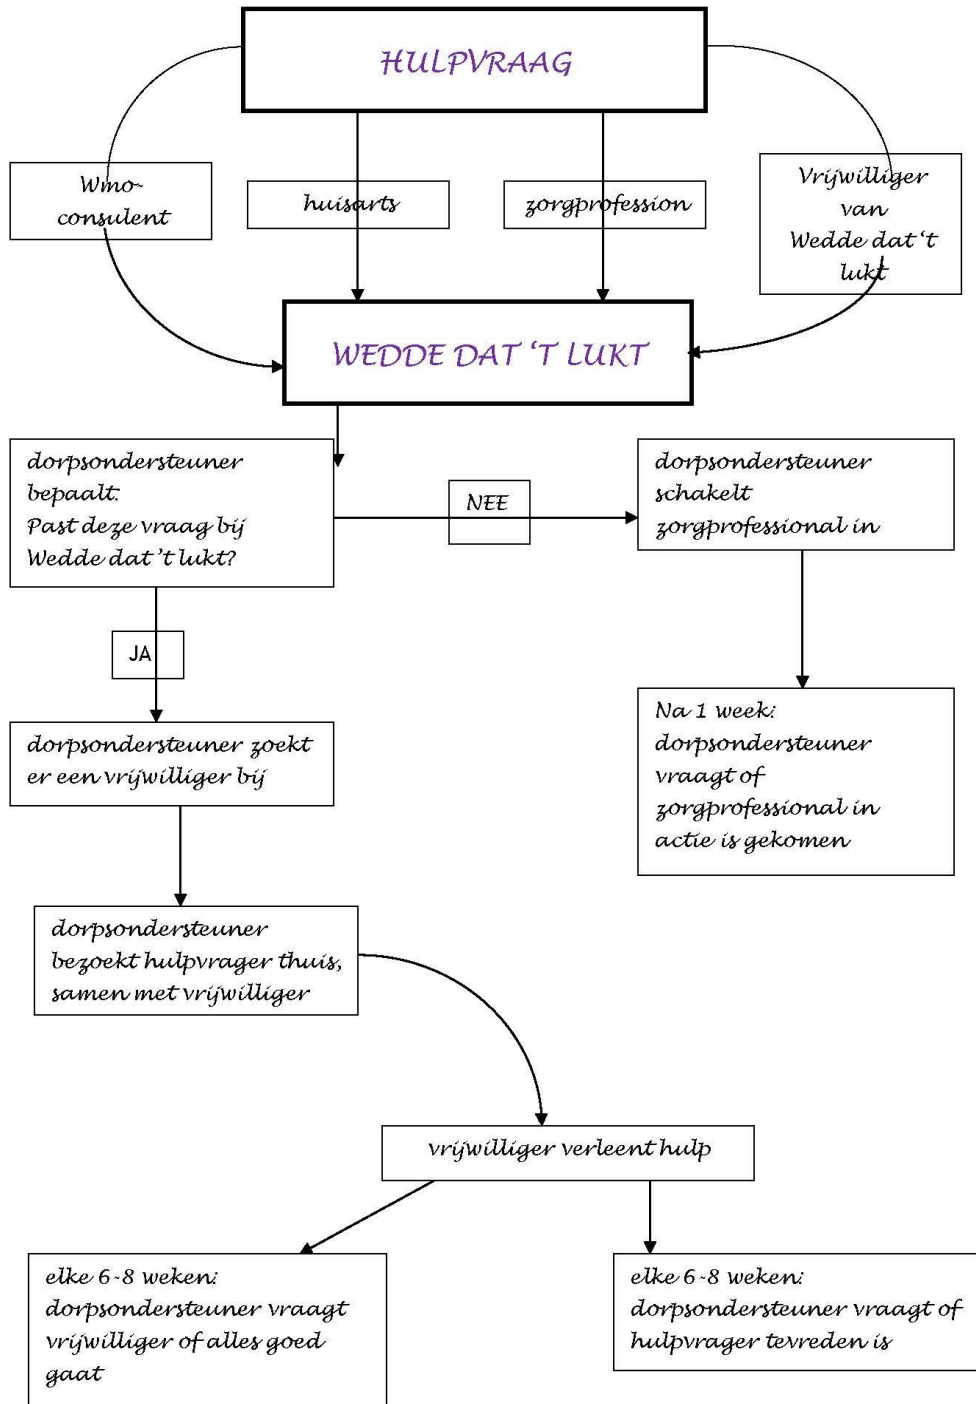 HULPVRAAG
Wmo-
consulent
huisarts
zorgprofession
Vrijwilliger
van
Wedde dat ‘t
lukt
WEDDE DAT ‘T LUKT
dorpsondersteuner
bepaalt:
Past deze vraag bij
Wedde dat ’t lukt?
NEE
dorpsondersteuner
schakelt
zorgprofessional in
JA
Na 1 week:
dorpsondersteuner
vraagt of
zorgprofessional in
actie is gekomen
dorpsondersteuner zoekt
er een vrijwilliger bij
dorpsondersteuner
bezoekt hulpvrager thuis,
samen met vrijwilliger
vrijwilliger verleent hulp
elke 6-8 weken:
dorpsondersteuner vraagt
vrijwilliger of alles goed
gaat
elke 6-8 weken:
dorpsondersteuner vraagt of
hulpvrager tevreden is